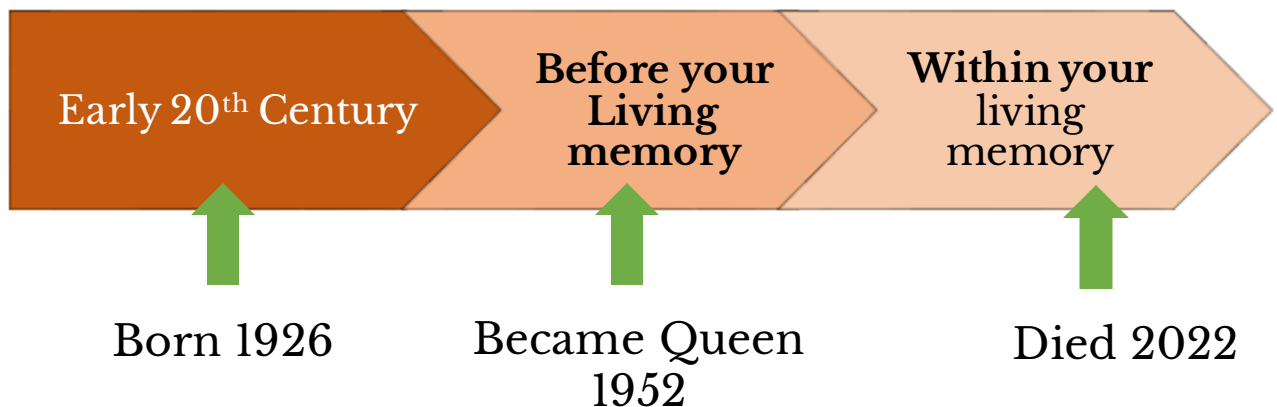 Early 20th Century
Before your
Living
memory
Within your
living
memory
Born 1926
Became Queen
1952
Died 2022